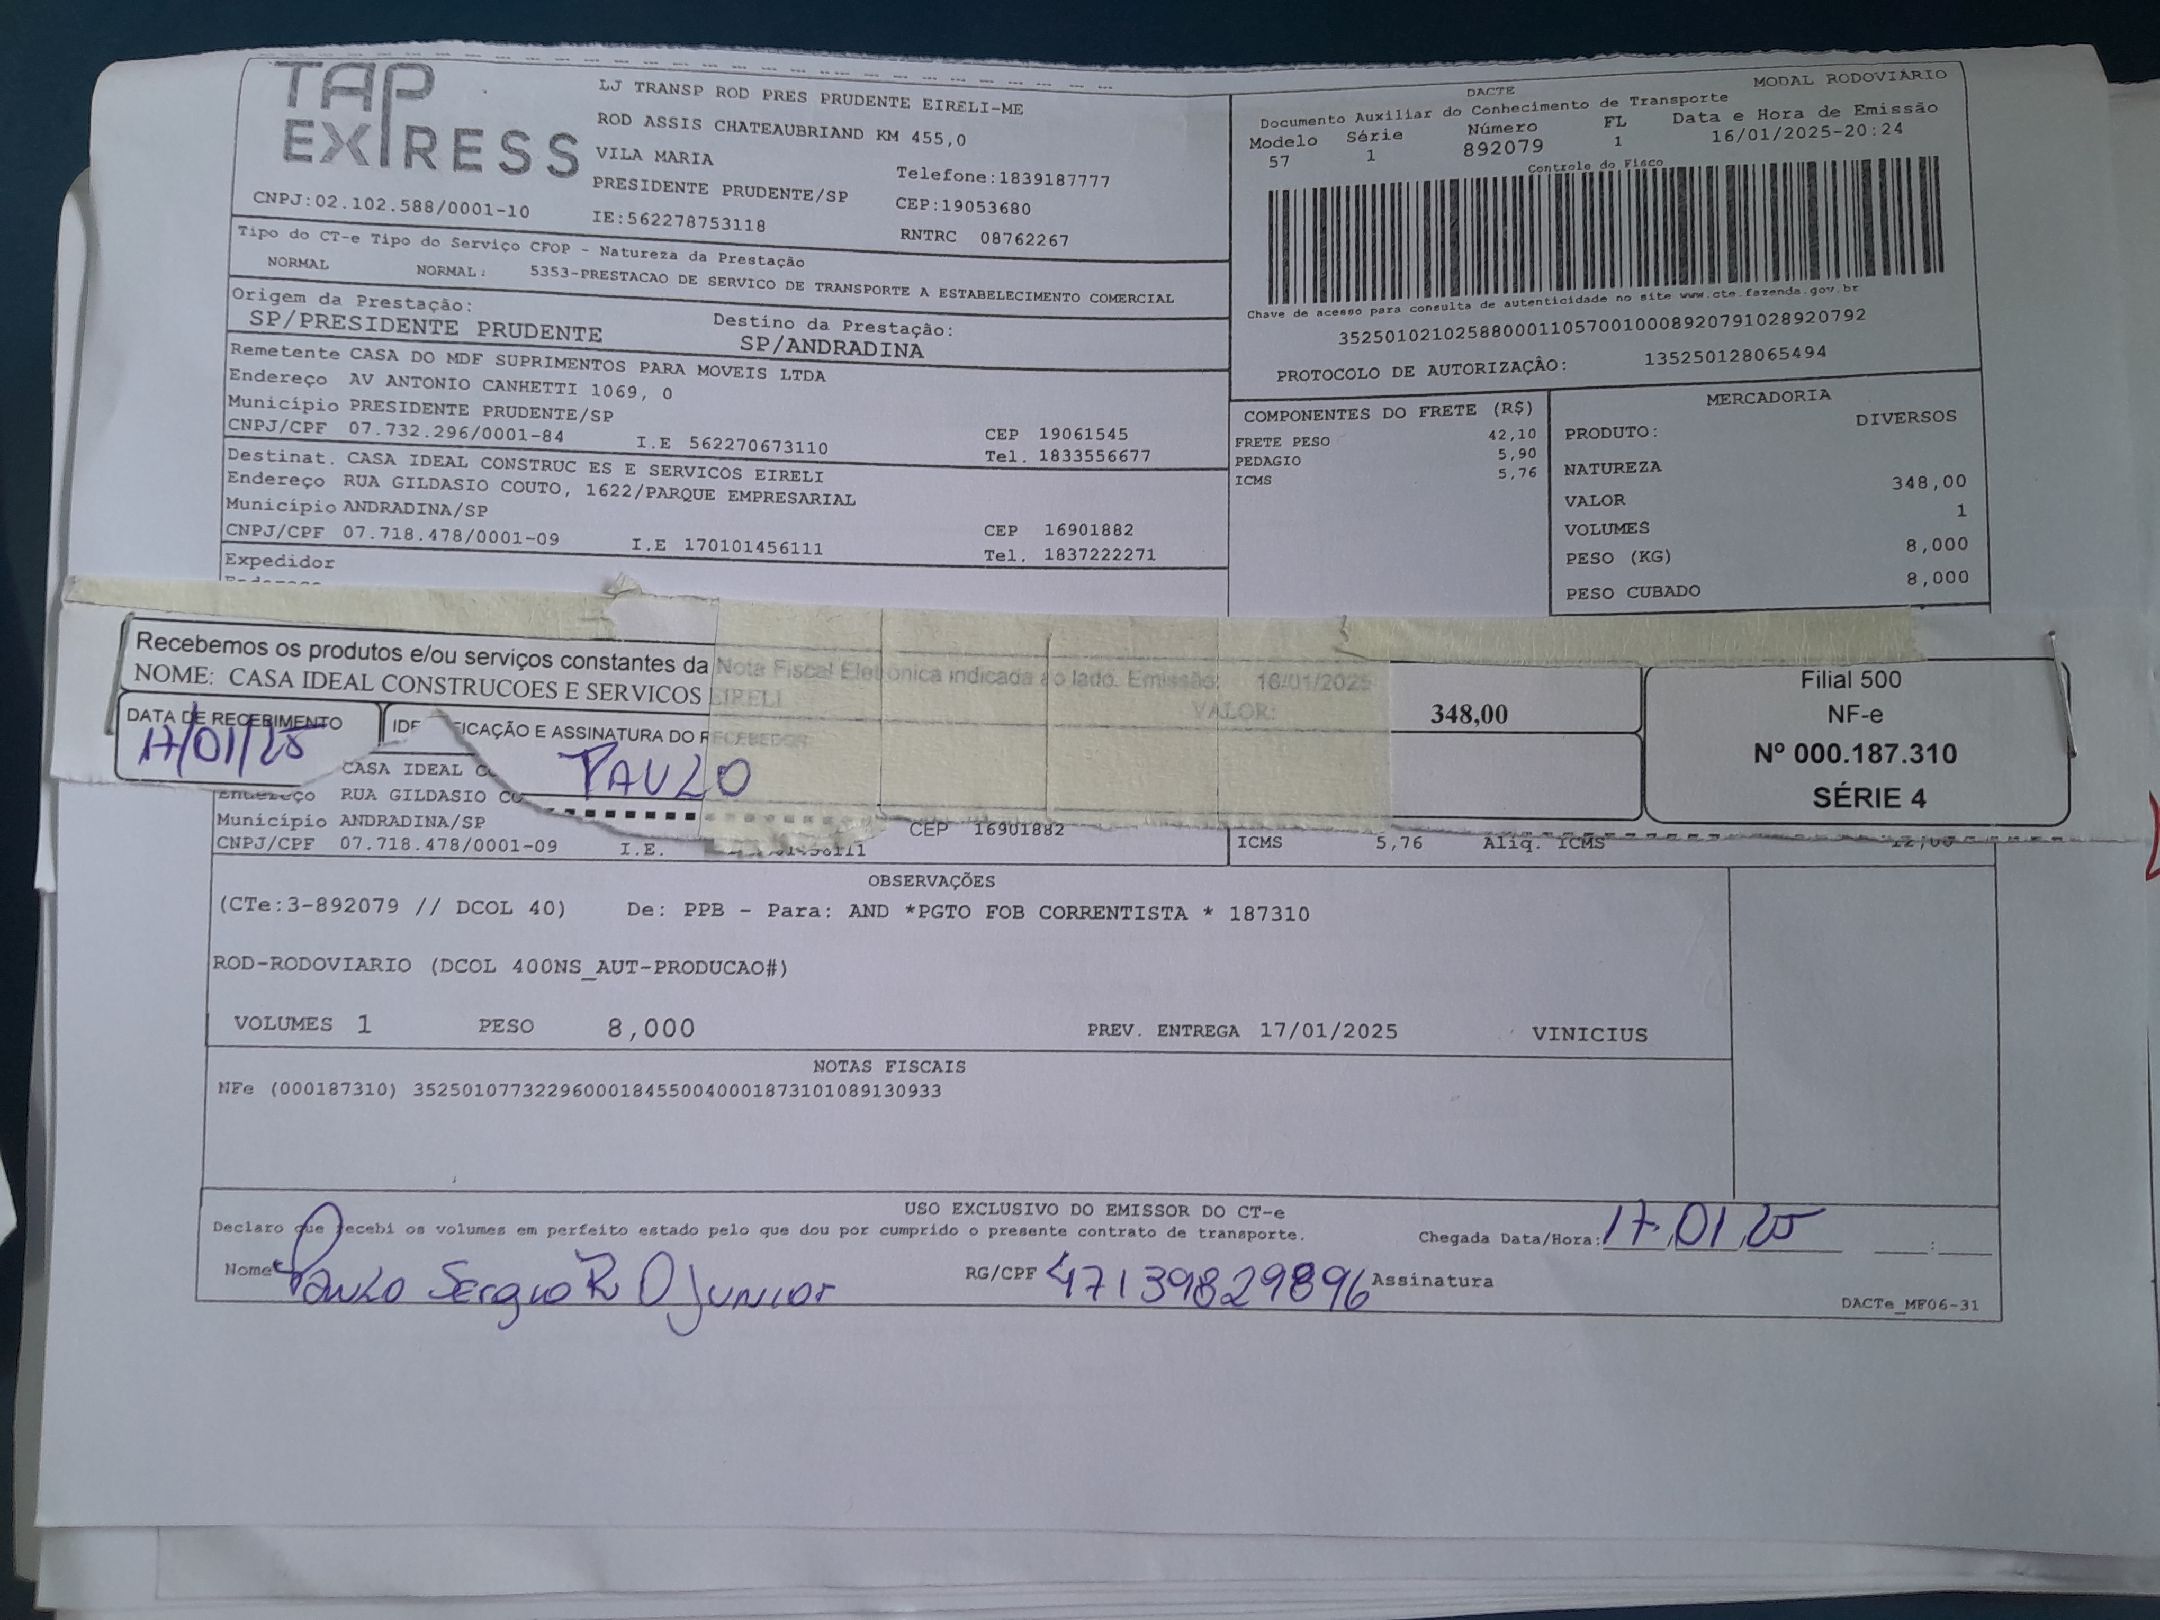 TAP EXPRESS
LJ TRANSP ROD PRES PRUDENTE EIRELI-ME
ROD ASSIS CHATEAUBRIAND KM 455,0
VILA MARIA
Telefone:1839187777
PRESIDENTE PRUDENTE/SP
CEP:19053680
CNPJ:02.102.588/0001-10
IE:562278753118
RNTRC 08762267
DACTE
MODAL RODOVIÁRIO
Documento Auxiliar do Conhecimento de Transporte
Modelo Série Número FL Data e Hora de Emissão
57 1 892079 1 16/01/2025-20:24
Controle do Fisco
Chave de acesso para consulta de autenticidade no site www.cte.fazenda.gov.br
35250102102588000110570010008920791028920792
PROTOCOLO DE AUTORIZAÇÂO: 135250128065494
Tipo do CT-e Tipo do Serviço CFOP - Natureza da Prestação
NORMAL NORMAL: 5353-PRESTACAO DE SERVICO DE TRANSPORTE A ESTABELECIMENTO COMERCIAL
Origem da Prestação: Destino da Prestação:
SP/PRESIDENTE PRUDENTE SP/ANDRADINA
Remetente CASA DO MDF SUPRIMENTOS PARA MOVEIS LTDA
Endereço AV ANTONIO CANHETTI 1069, 0
Município PRESIDENTE PRUDENTE/SP CEP 19061545
CNPJ/CPF 07.732.296/0001-84 I.E 562270673110 Tel. 1833556677
Destinat. CASA IDEAL CONSTRUC ES E SERVICOS EIRELI
Endereço RUA GILDASIO COUTO, 1622/PARQUE EMPRESARIAL
Município ANDRADINA/SP CEP 16901882
CNPJ/CPF 07.718.478/0001-09 I.E 170101456111 Tel. 1837222271
Expedidor
COMPONENTES DO FRETE (R$)
FRETE PESO 42,10
PEDAGIO 5,90
ICMS 5,76
MERCADORIA
PRODUTO: DIVERSOS
NATUREZA
VALOR 348,00
VOLUMES 1
PESO (KG) 8,000
PESO CUBADO 8,000
Recebemos os produtos e/ou serviços constantes da Nota Fiscal Eletronica indicada ao lado. Emissão: 16/01/2025
NOME: CASA IDEAL CONSTRUCOES E SERVICOS EIRELI VALOR: 348,00
DATA DE RECEBIMENTO
17/01/25
ASSINATURA DO RECEBEDOR
PAULO
Filial 500
NF-e
Nº 000.187.310
SÉRIE 4
CASA IDEAL
Endereço RUA GILDASIO
Município ANDRADINA/SP CEP 16901882
CNPJ/CPF 07.718.478/0001-09 I.E.
ICMS 5,76 Aliq. ICMS 12,00
OBSERVAÇÕES
(CTe:3-892079 // DCOL 40) De: PPB - Para: AND *PGTO FOB CORRENTISTA * 187310
ROD-RODOVIARIO (DCOL 400NS_AUT-PRODUCAO#)
VOLUMES 1 PESO 8,000 PREV. ENTREGA 17/01/2025 VINICIUS
NOTAS FISCAIS
NFe (000187310) 35250107732296000184550040001873101089130933
USO EXCLUSIVO DO EMISSOR DO CT-e
Declaro que recebi os volumes em perfeito estado pelo que dou por cumprido o presente contrato de transporte.
Chegada Data/Hora: 17,01,25 :
Nome Paulo Sergio R O Junior RG/CPF 47139829896 Assinatura
DACTe_MF06-31